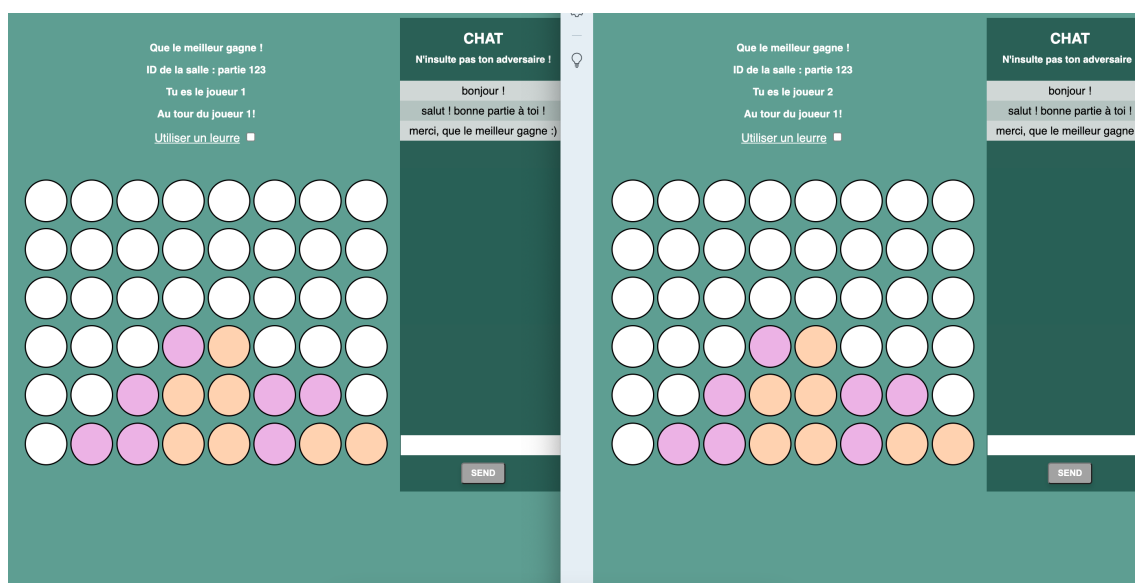 Que le meilleur gagne !
ID de la salle : partie 123
Tu es le joueur 1
Au tour du joueur 1!
Utiliser un leurre
CHAT
N'insulte pas ton adversaire !
bonjour !
salut ! bonne partie à toi !
merci, que le meilleur gagne :)
SEND
Que le meilleur gagne !
ID de la salle : partie 123
Tu es le joueur 2
Au tour du joueur 1!
Utiliser un leurre
CHAT
N'insulte pas ton adversaire
bonjour !
salut ! bonne partie à toi !
merci, que le meilleur gagne
SEND